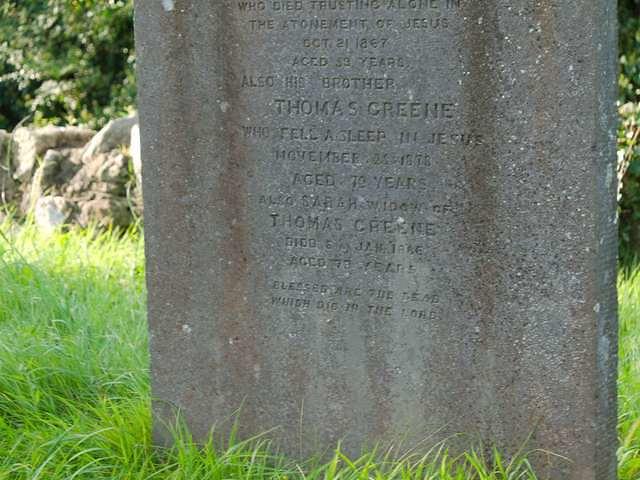 WHO DIED TRUSTING ALONE IN
THE ATONEMENT OF JESUS
OCT. 21 1867
AGED 59 YEARS.
ALSO HIS BROTHER
THOMAS GREENE
WHO FELL ASLEEP IN JESUS
NOVEMBER 1878
AGED 79 YEARS
ALSO SARAH WIDOW OF
THOMAS GREENE
DIED JAN.
AGED 79 YEARS
BLESSED ARE THE DEAD
WHICH DIE IN THE LORD